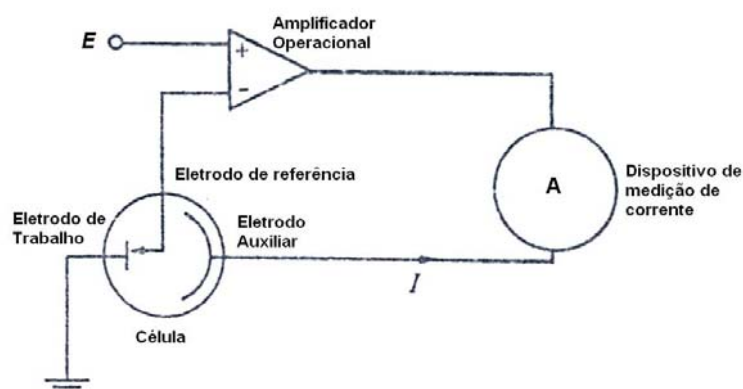 Amplificador
Operacional
E
+
-
Eletrodo de referência
A
Dispositivo de
medição de
corrente
Eletrodo de
Trabalho
Eletrodo
Auxiliar
I
Célula